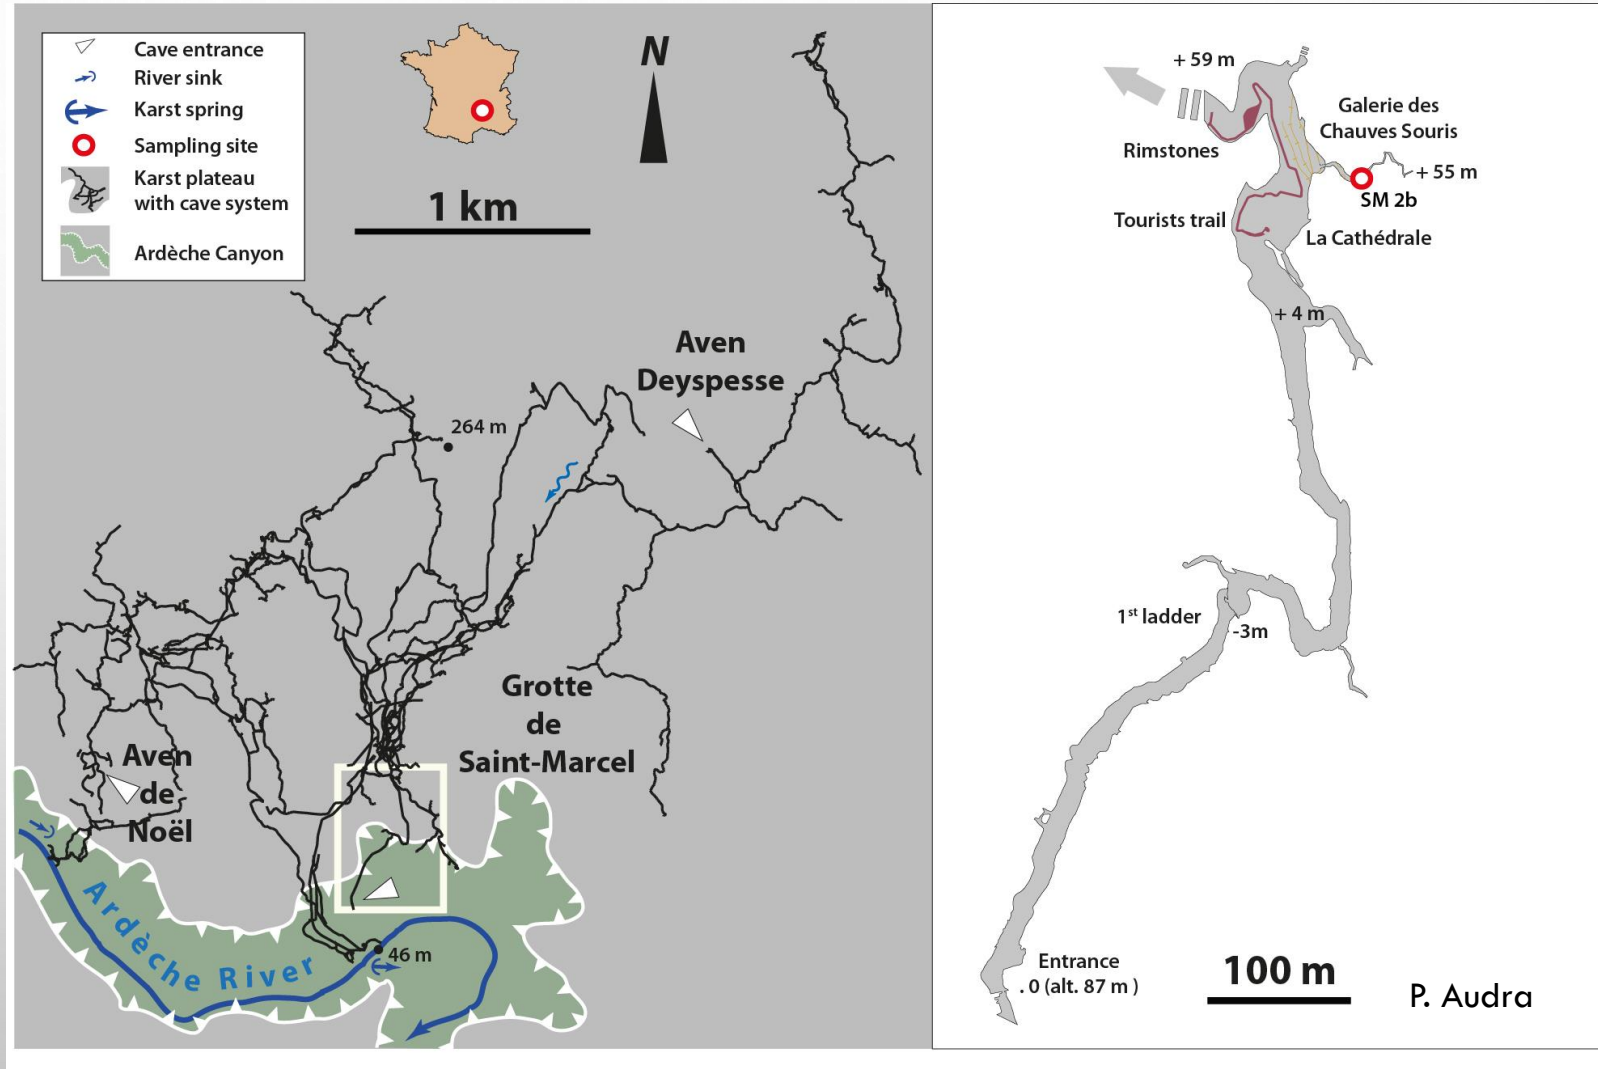 Cave entrance
River sink
Karst spring
Sampling site
Karst plateau
with cave system
Ardèche Canyon
N
1 km
Aven
Deyspesse
264 m
Grotte
de
Saint-Marcel
Aven
de
Noël
Ardèche River
46 m
+ 59 m
Galerie des
Chauves Souris
Rimstones
+ 55 m
SM 2b
Tourists trail
La Cathédrale
+ 4 m
1st ladder
-3m
Entrance
. 0 (alt. 87 m )
100 m
P. Audra